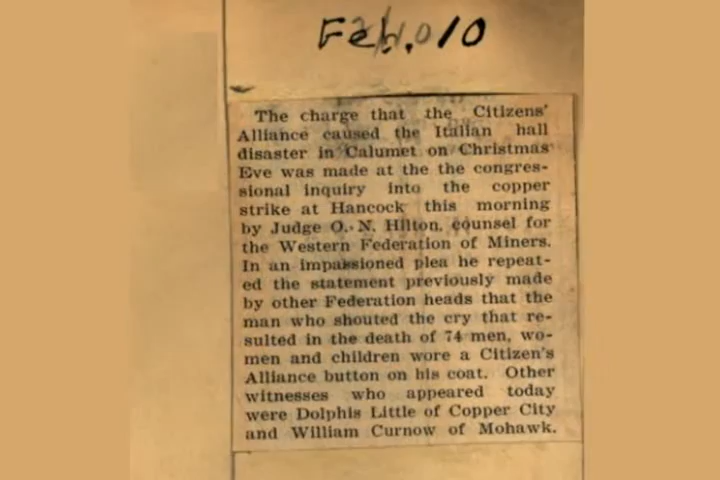 Feb. 10
The charge that the Citizens'
Alliance caused the Italian hall
disaster in Calumet on Christmas
Eve was made at the the congres-
sional inquiry into the copper
strike at Hancock this morning
by Judge O. N. Hilton, counsel for
the Western Federation of Miners.
In an impassioned plea he repeat-
ed the statement previously made
by other Federation heads that the
man who shouted the cry that re-
sulted in the death of 74 men, wo-
men and children wore a Citizen's
Alliance button on his coat. Other
witnesses who appeared today
were Dolphis Little of Copper City
and William Curnow of Mohawk.